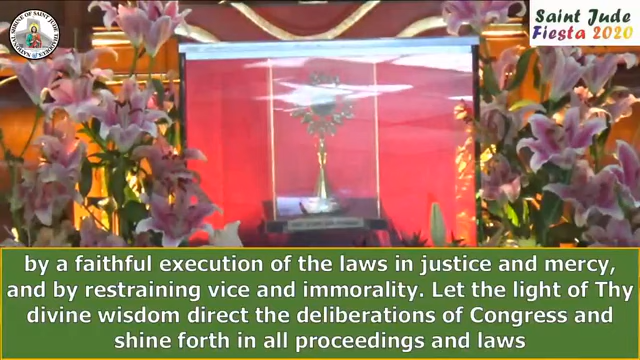 Saint Jude
Fiesta 2020
by a faithful execution of the laws in justice and mercy,
and by restraining vice and immorality. Let the light of Thy
divine wisdom direct the deliberations of Congress and
shine forth in all proceedings and laws